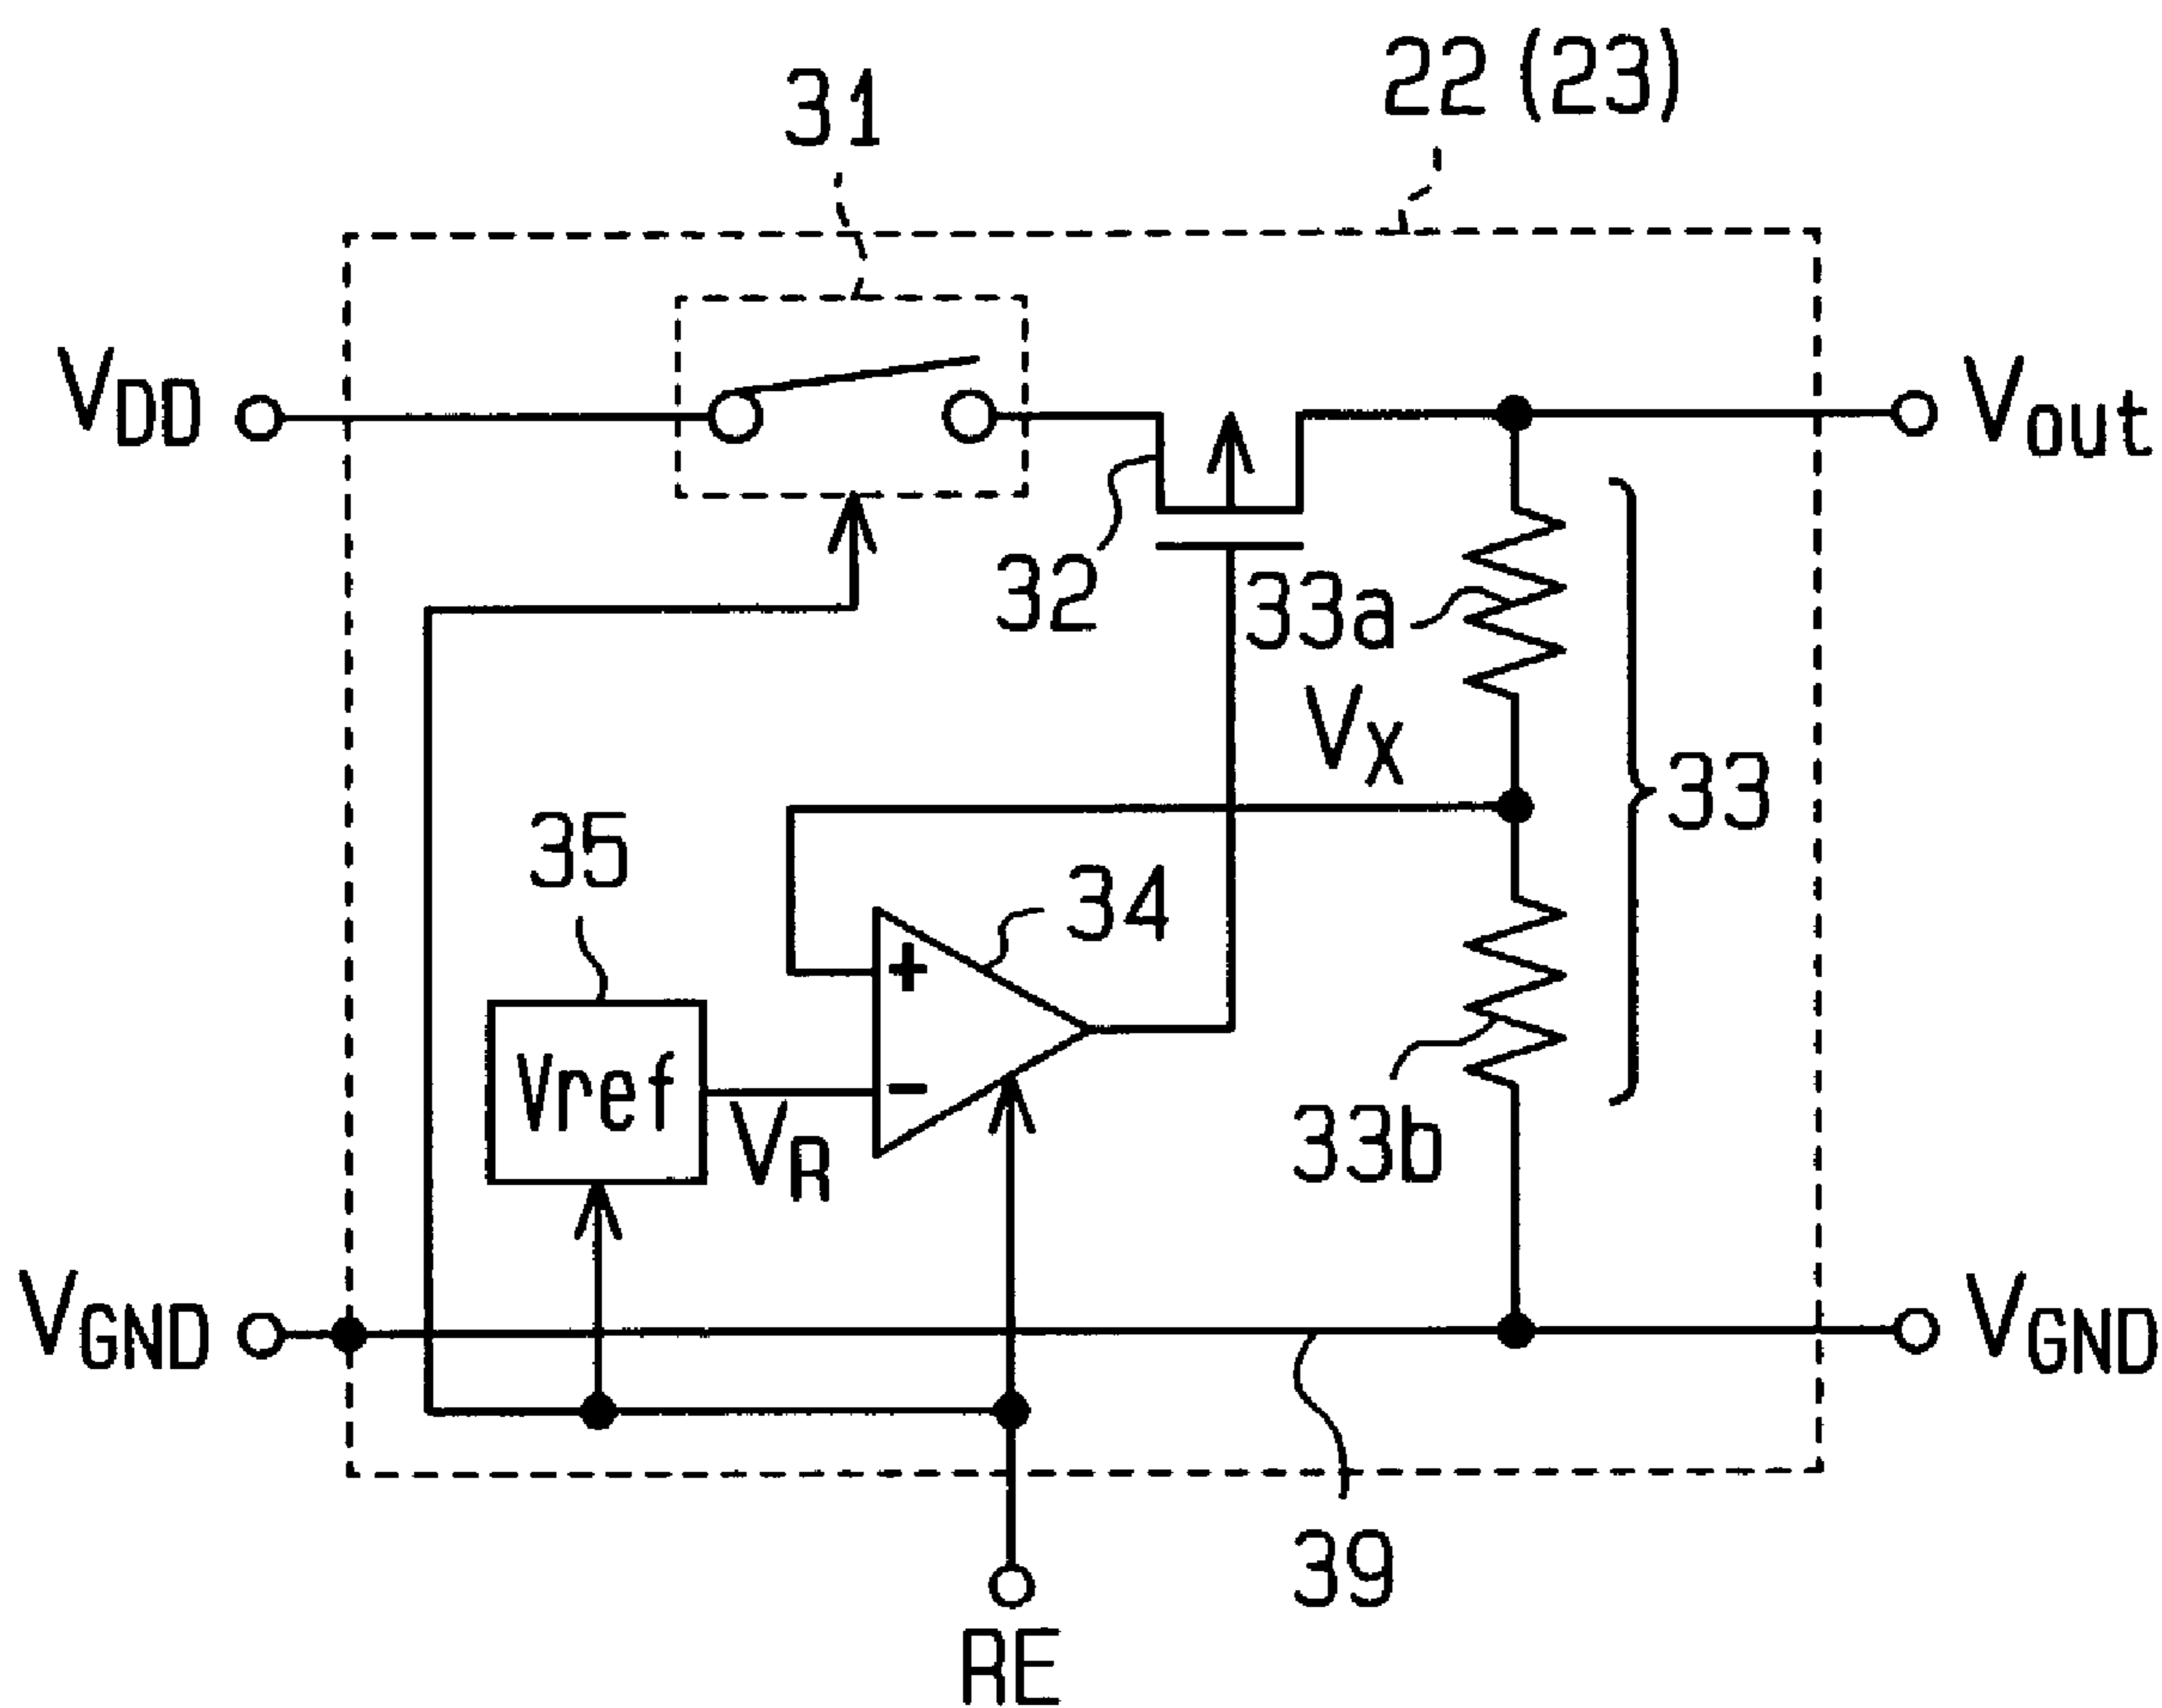 22 (23)
31
VDD
Vout
32
33a
VX
33
35
34
+
Vref
−
VR
33b
VGND
VGND
39
RE